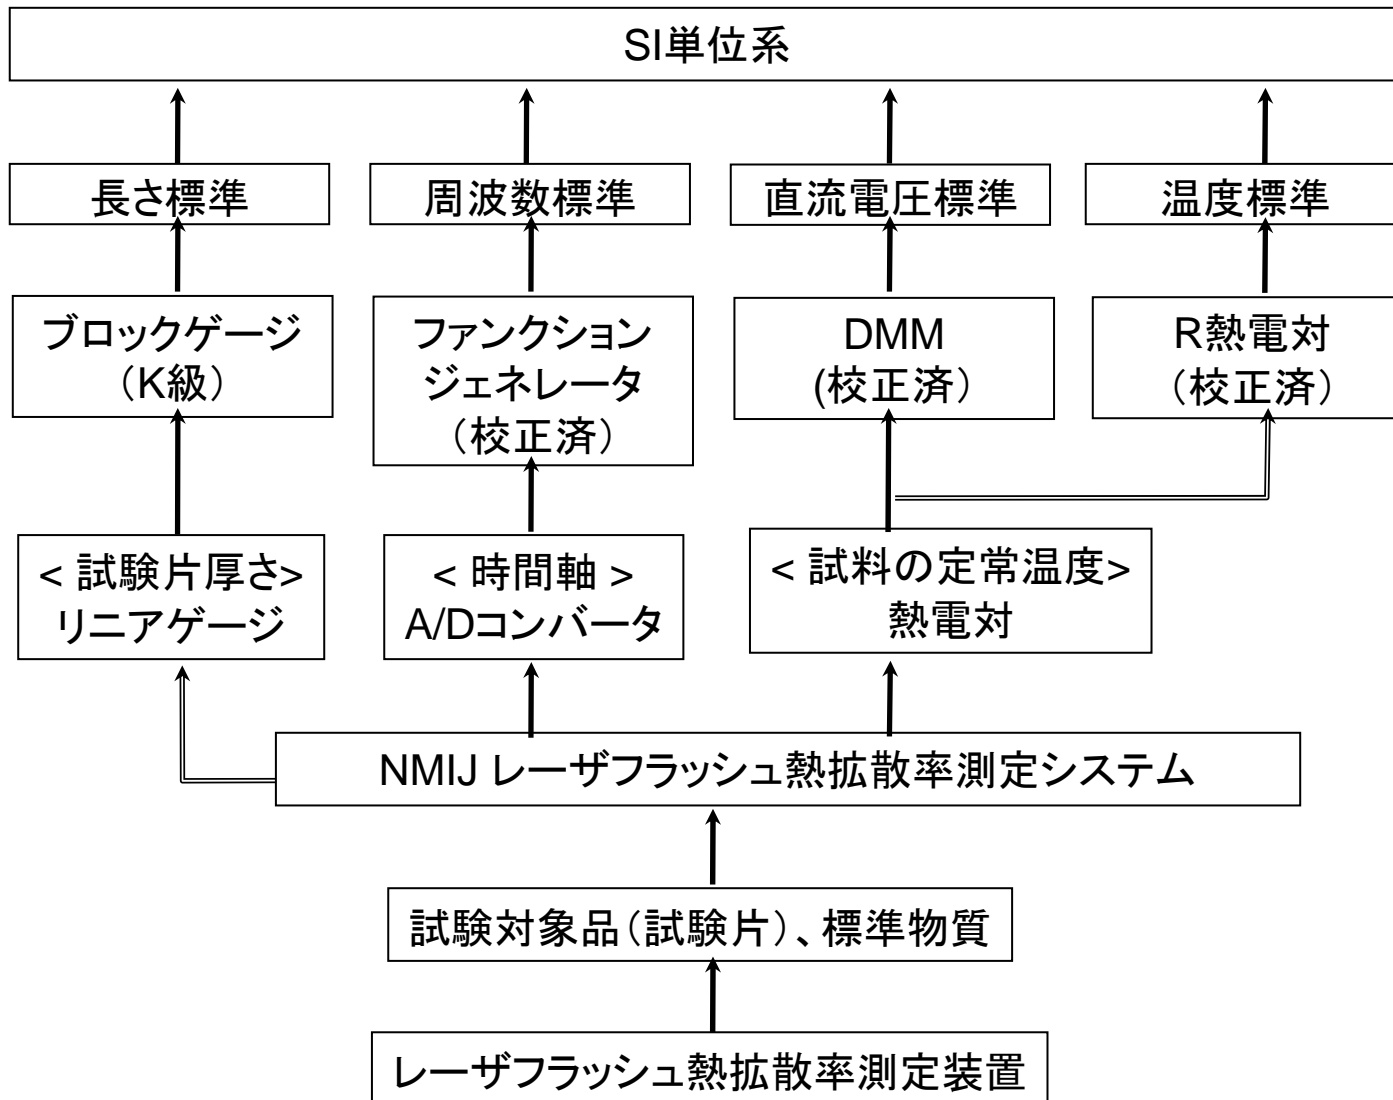 SI単位系
長さ標準
周波数標準
直流電圧標準
温度標準
ブロックゲージ
（K級）
ファンクション
ジェネレータ
（校正済）
DMM
(校正済）
R熱電対
（校正済）
< 試験片厚さ>
リニアゲージ
< 時間軸 >
A/Dコンバータ
< 試料の定常温度>
熱電対
NMIJ レーザフラッシュ熱拡散率測定システム
試験対象品（試験片）、標準物質
レーザフラッシュ熱拡散率測定装置